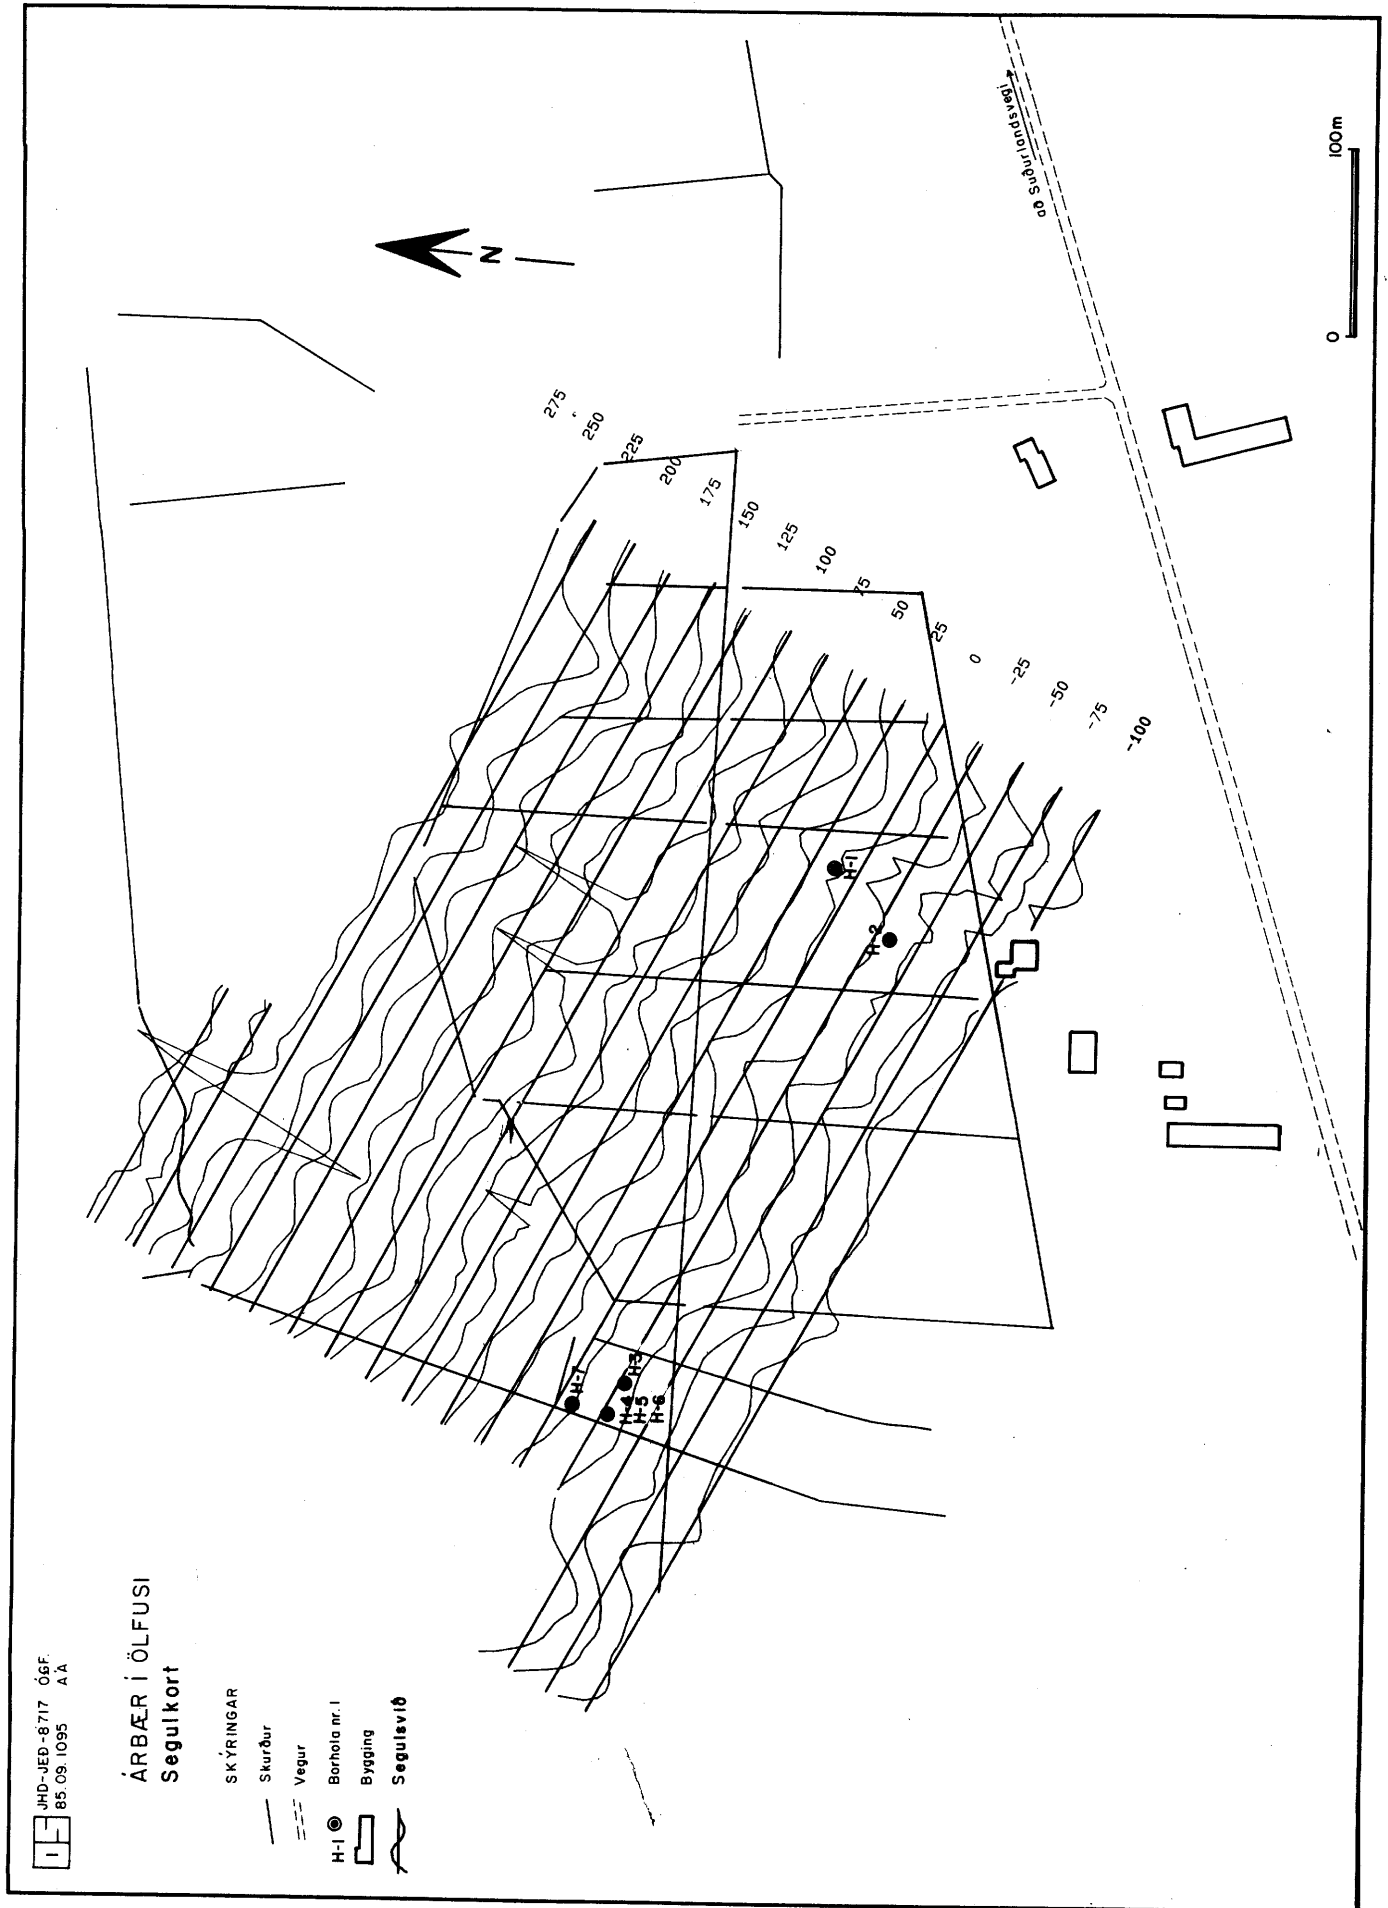 JHD-JED-8717 ÓGF.
85.09.1095 AA
ÁRBÆR Í ÖLFUSI
Segulkort
SKÝRINGAR
Skurður
Vegur
H-1 Borhola nr. 1
Bygging
Segulsvið
N
að Suðurlandsvegi
0 100m
275
250
225
200
175
150
125
100
75
50
25
0
-25
-50
-75
-100
H-1
H-2
H-7
H-3
H-4
H-5
H-6